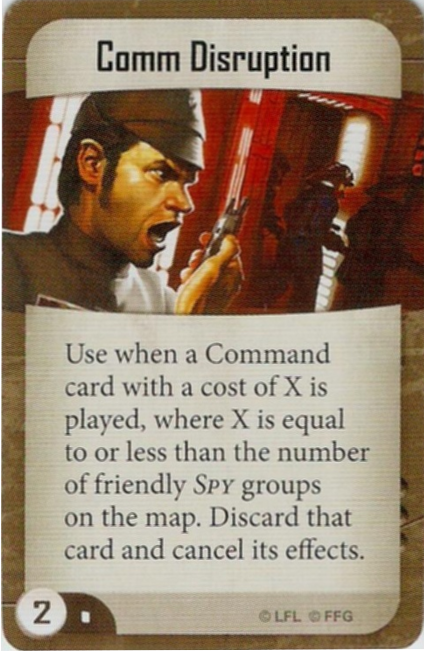 Comm Disruption
Use when a Command
card with a cost of X is
played, where X is equal
to or less than the number
of friendly SPY groups
on the map. Discard that
card and cancel its effects.
2
© LFL © FFG